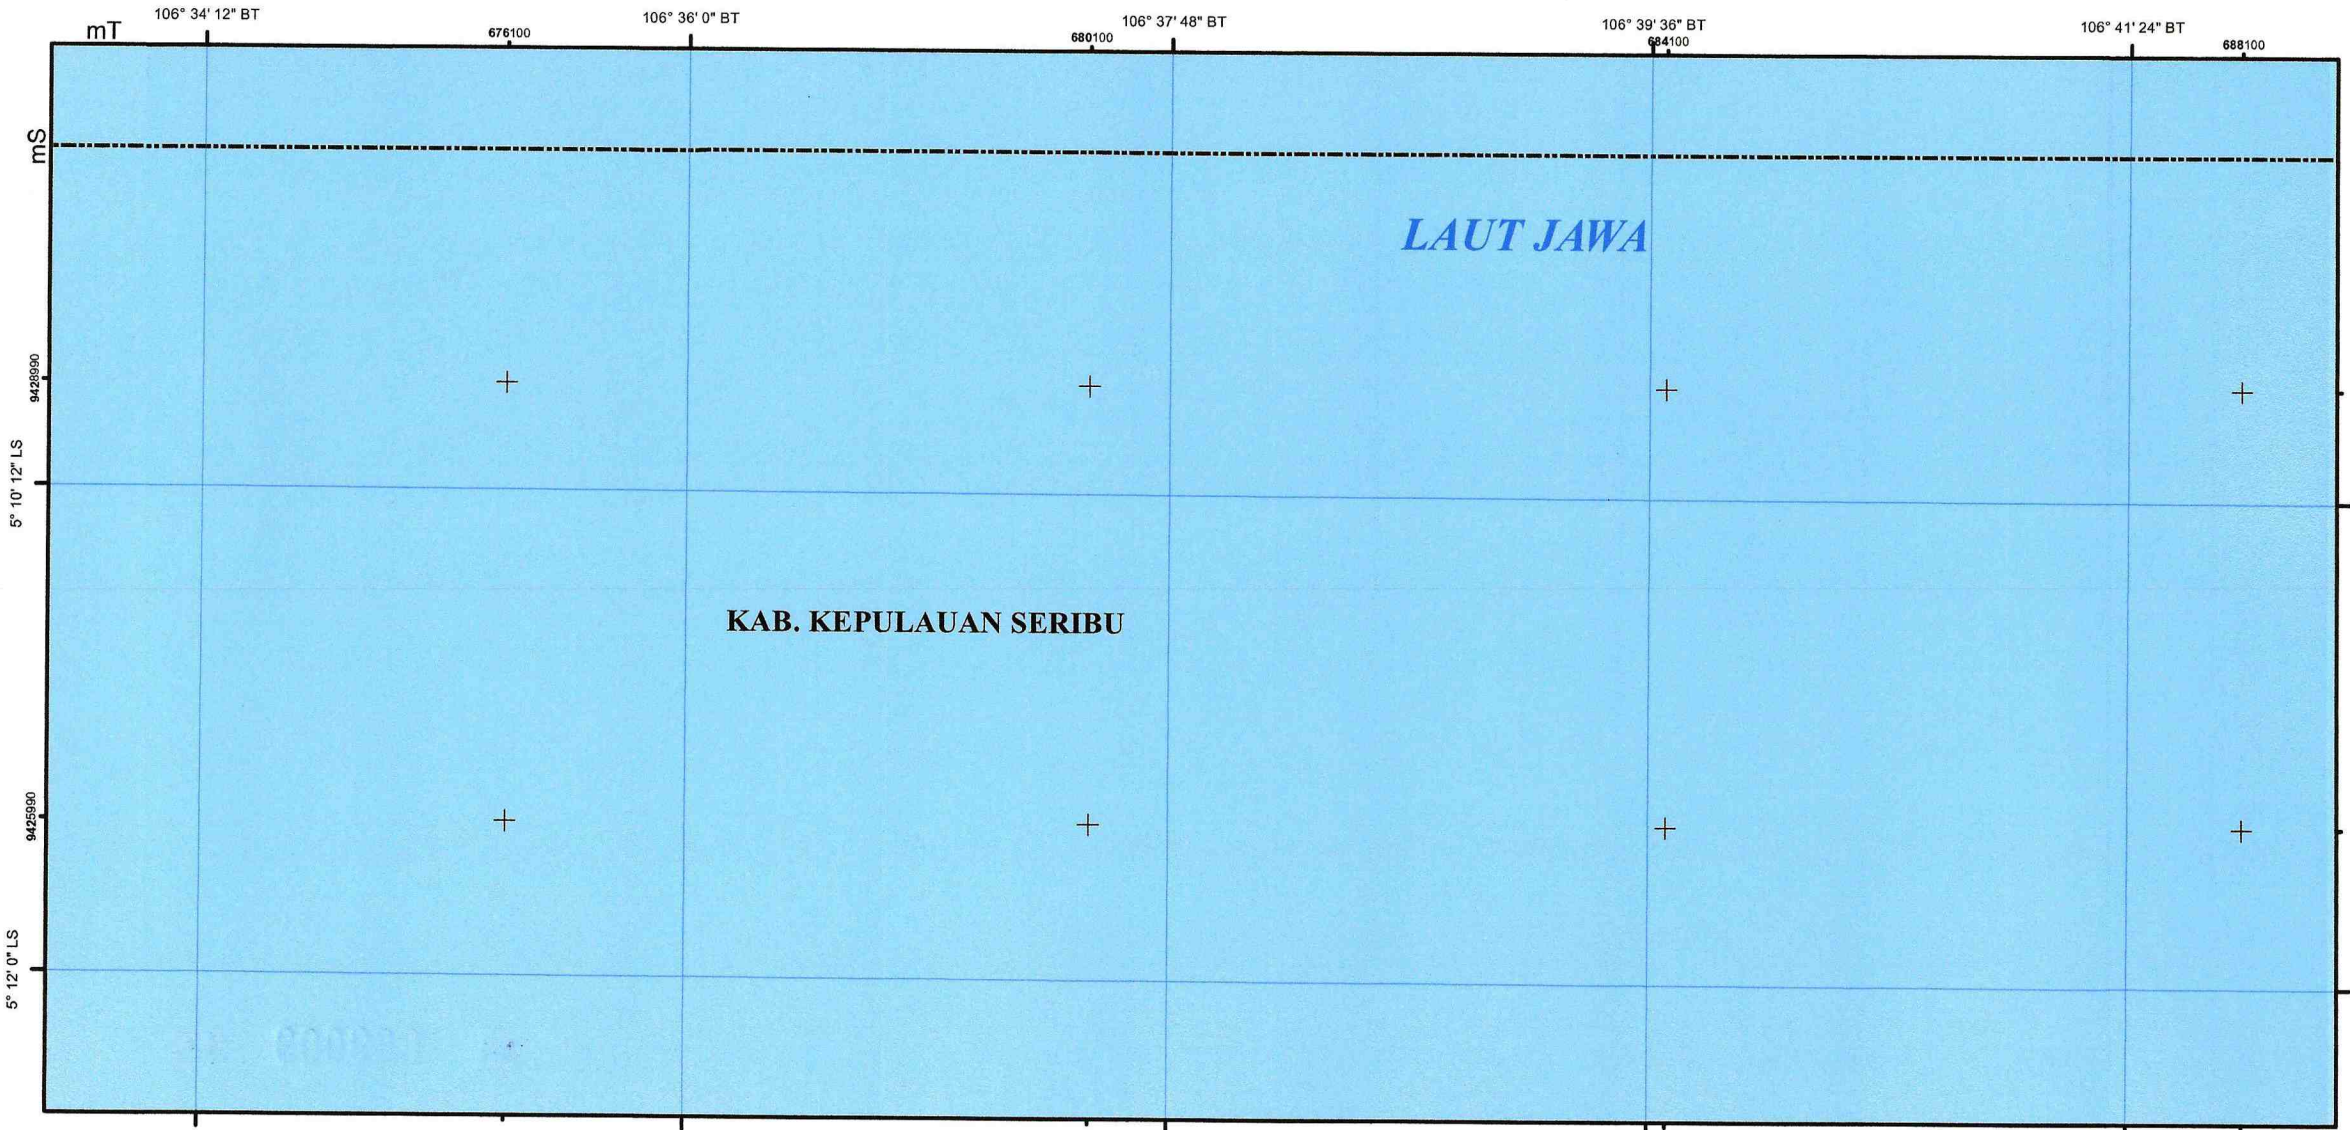 106° 34' 12" BT
106° 36' 0" BT
106° 37' 48" BT
106° 39' 36" BT
106° 41' 24" BT
mT
676100
680100
684100
688100
mS
LAUT JAWA
9428990
5° 10' 12" LS
KAB. KEPULAUAN SERIBU
9425990
5° 12' 0" LS